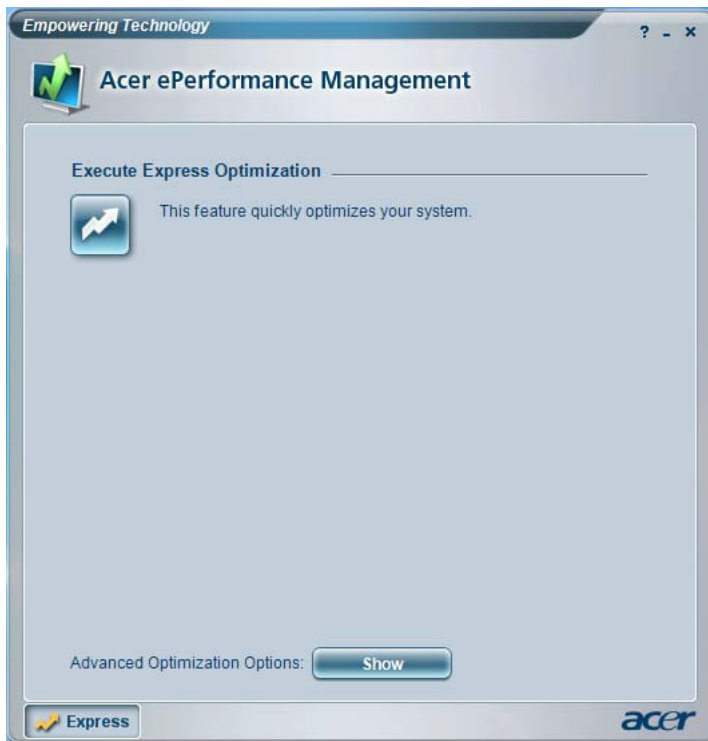 Empowering Technology
? - x
Acer ePerformance Management
Execute Express Optimization
This feature quickly optimizes your system.
Advanced Optimization Options: Show
Express
acer